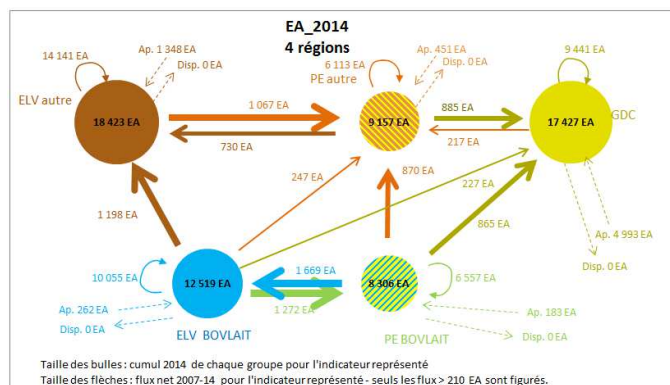 EA_2014
4 régions
14 141 EA
Ap. 1 348 EA
Disp. 0 EA
ELV autre
18 423 EA
1 067 EA
730 EA
6 113 EA
PE autre
Ap. 451 EA
Disp. 0 EA
9 157 EA
885 EA
217 EA
9 441 EA
17 427 EA
GDC
1 198 EA
247 EA
870 EA
227 EA
865 EA
Ap. 4 993 EA
Disp. 0 EA
10 055 EA
12 519 EA
1 669 EA
1 272 EA
8 306 EA
6 557 EA
Ap. 262 EA
Disp. 0 EA
ELV BOVLAIT
PE BOVLAIT
Ap. 183 EA
Disp. 0 EA
Taille des bulles : cumul 2014 de chaque groupe pour l'indicateur représenté
Taille des flèches : flux net 2007-14 pour l'indicateur représenté - seuls les flux > 210 EA sont figurés.